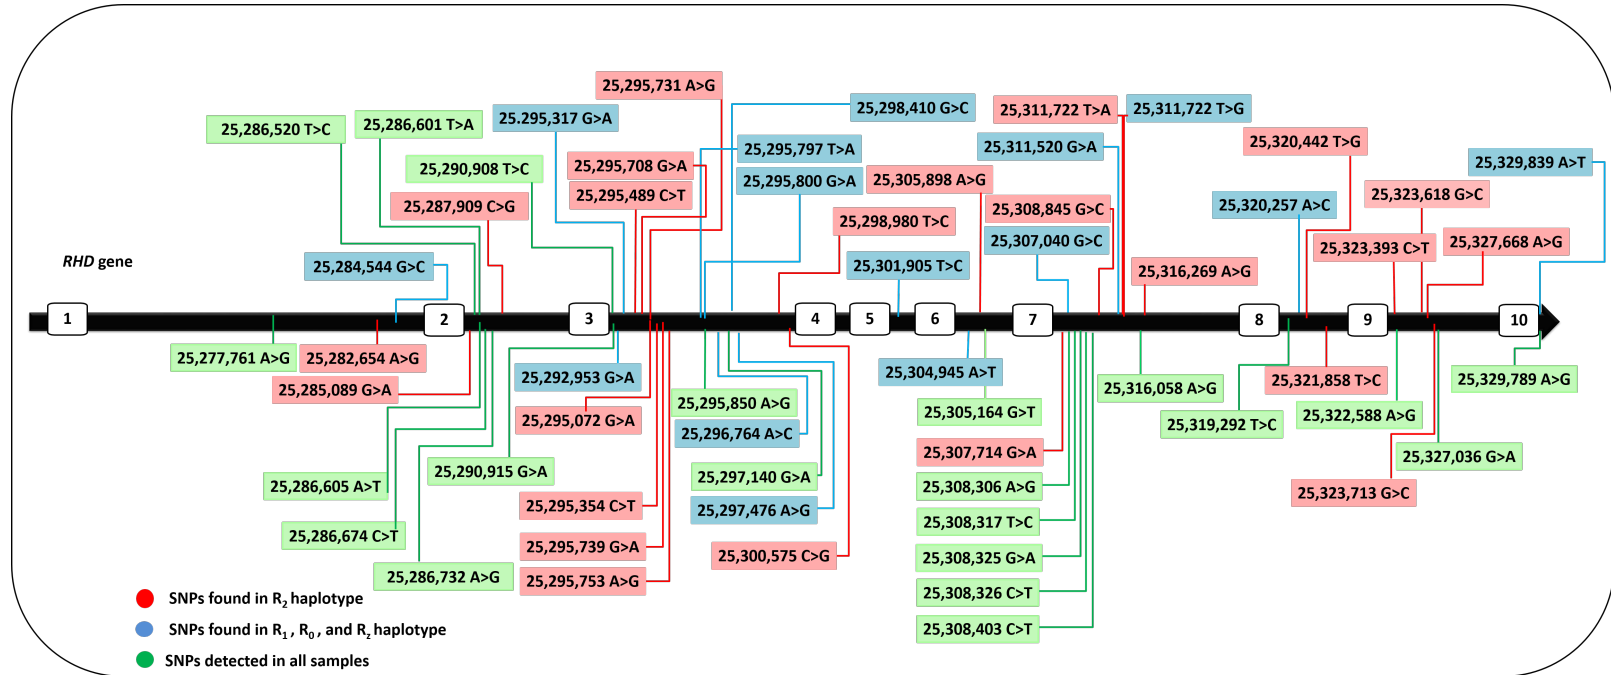 25,295,731 A>G
25,286,520 T>C
25,286,601 T>A
25.295,317 G>A
25,298,410 G>C
25,311,722 T>A
25,311,722 T>G
25,290,908 T>C
25,295,708 G>A
25,295,797 T>A
25,311,520 G>A
25,320,442 T>G
25,329,839 A>T
25,287,909 C>G
25,295,489 C>T
25,295,800 G>A
25,305,898 A>G
25,308,845 G>C
25,320,257 A>C
25,323,618 G>C
25,298,980 T>C
25,307,040 G>C
25,323,393 C>T
25,327,668 A>G
RHD gene
25,284,544 G>C
25,301,905 T>C
25,316,269 A>G
1
2
3
4
5
6
7
8
9
10
25,277,761 A>G
25,282,654 A>G
25,285,089 G>A
25,292,953 G>A
25,304,945 A>T
25,316,058 A>G
25,321,858 T>C
25,329,789 A>G
25,295,072 G>A
25,295,850 A>G
25,305,164 G>T
25,319,292 T>C
25,322,588 A>G
25,296,764 A>C
25,290,915 G>A
25,297,140 G>A
25,307,714 G>A
25,327,036 G>A
25,286,605 A>T
25,308,306 A>G
25,323,713 G>C
25,295,354 C>T
25,297,476 A>G
25,308,317 T>C
25,286,674 C>T
25,295,739 G>A
25,300,575 C>G
25,308,325 G>A
25,286,732 A>G
25,295,753 A>G
25,308,326 C>T
25,308,403 C>T
SNPs found in R2 haplotype
SNPs found in R1 , R0 , and Rz haplotype
SNPs detected in all samples